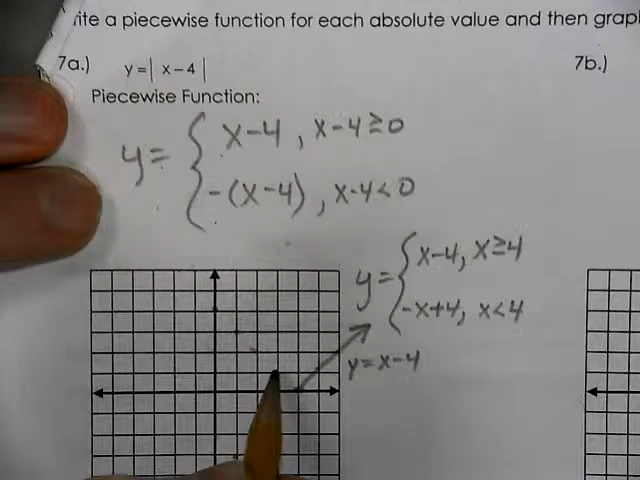 rite a piecewise function for each absolute value and then grap
7a.) y = | x – 4 | 7b.)
Piecewise Function:
y = { x-4 , x-4 ≥ 0
-(x-4) , x-4 < 0
y = { x-4, x ≥ 4
-x+4, x < 4
y = x-4